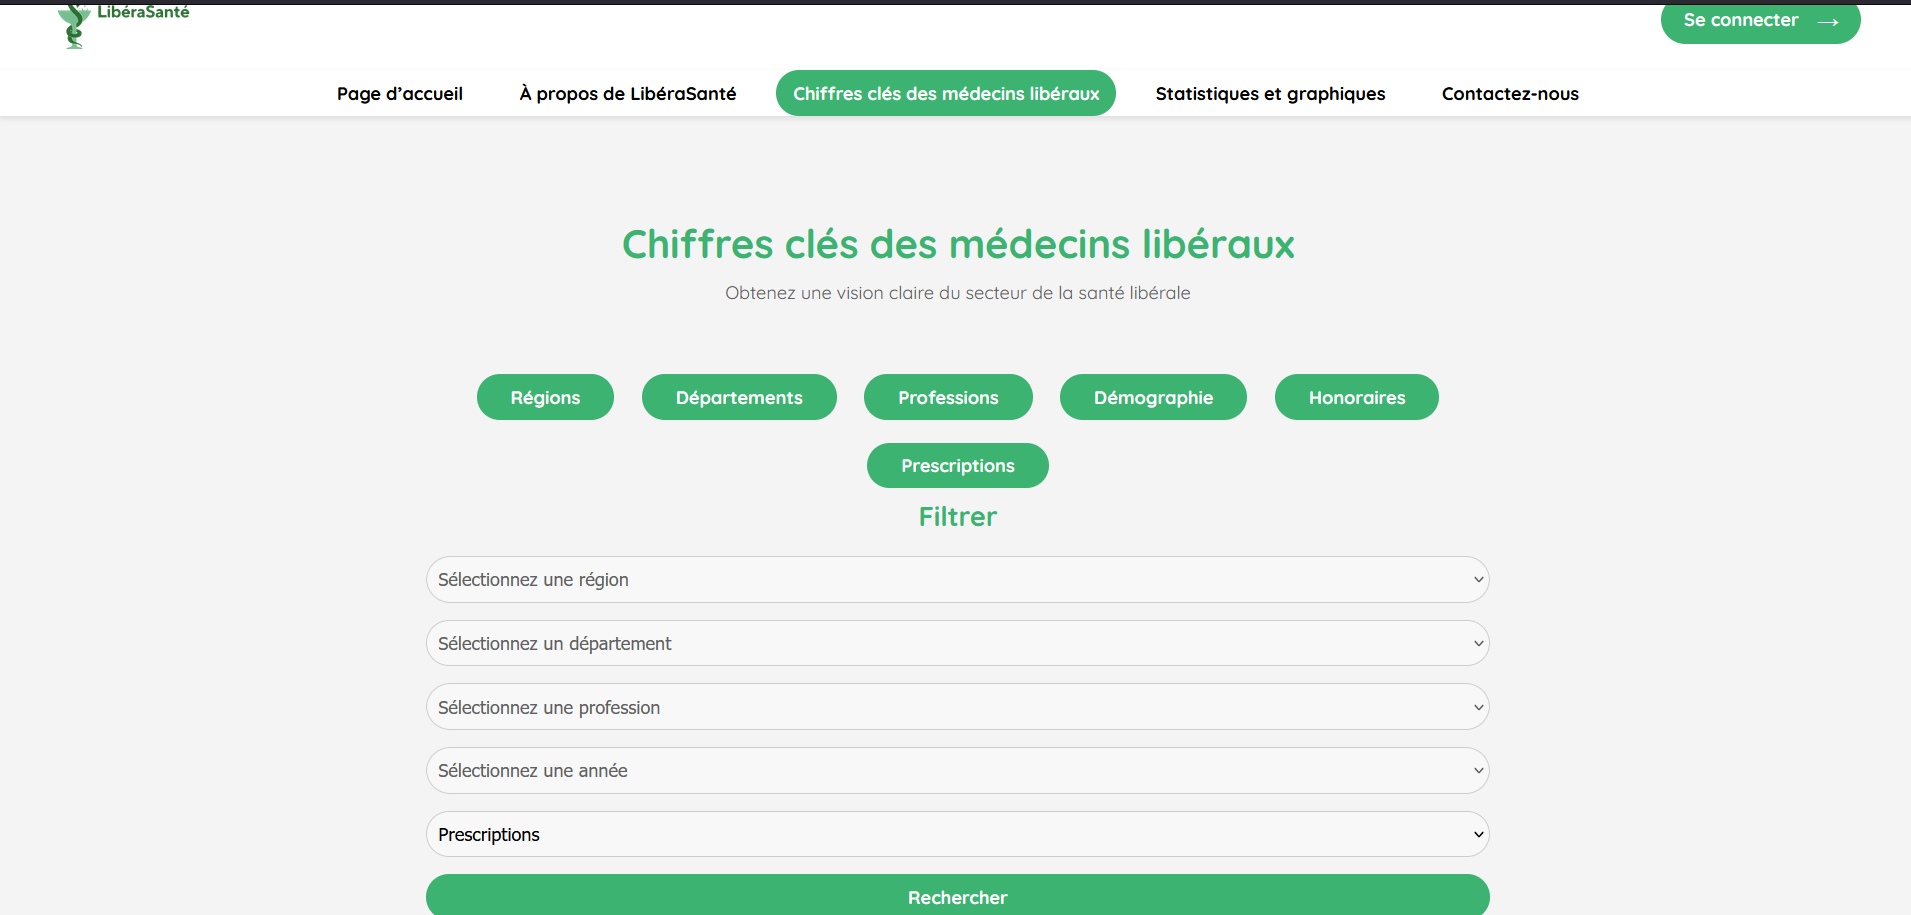 LibéraSanté
Se connecter →
Page d’accueil
À propos de LibéraSanté
Chiffres clés des médecins libéraux
Statistiques et graphiques
Contactez-nous
Chiffres clés des médecins libéraux
Obtenez une vision claire du secteur de la santé libérale
Régions
Départements
Professions
Démographie
Honoraires
Prescriptions
Filtrer
Sélectionnez une région
Sélectionnez un département
Sélectionnez une profession
Sélectionnez une année
Prescriptions
Rechercher